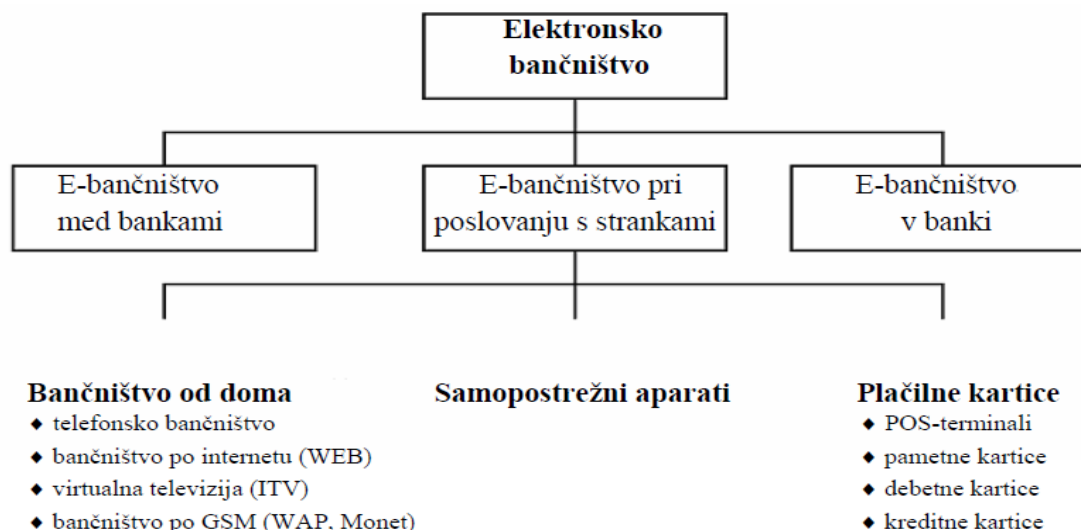 Elektronsko
bančništvo
E-bančništvo
med bankami
E-bančništvo pri
poslovanju s strankami
E-bančništvo
v banki
Bančništvo od doma
◆ telefonsko bančništvo
◆ bančništvo po internetu (WEB)
◆ virtualna televizija (ITV)
◆ bančništvo po GSM (WAP, Monet)
Samopostrežni aparati
Plačilne kartice
◆ POS-terminali
◆ pametne kartice
◆ debetne kartice
◆ kreditne kartice